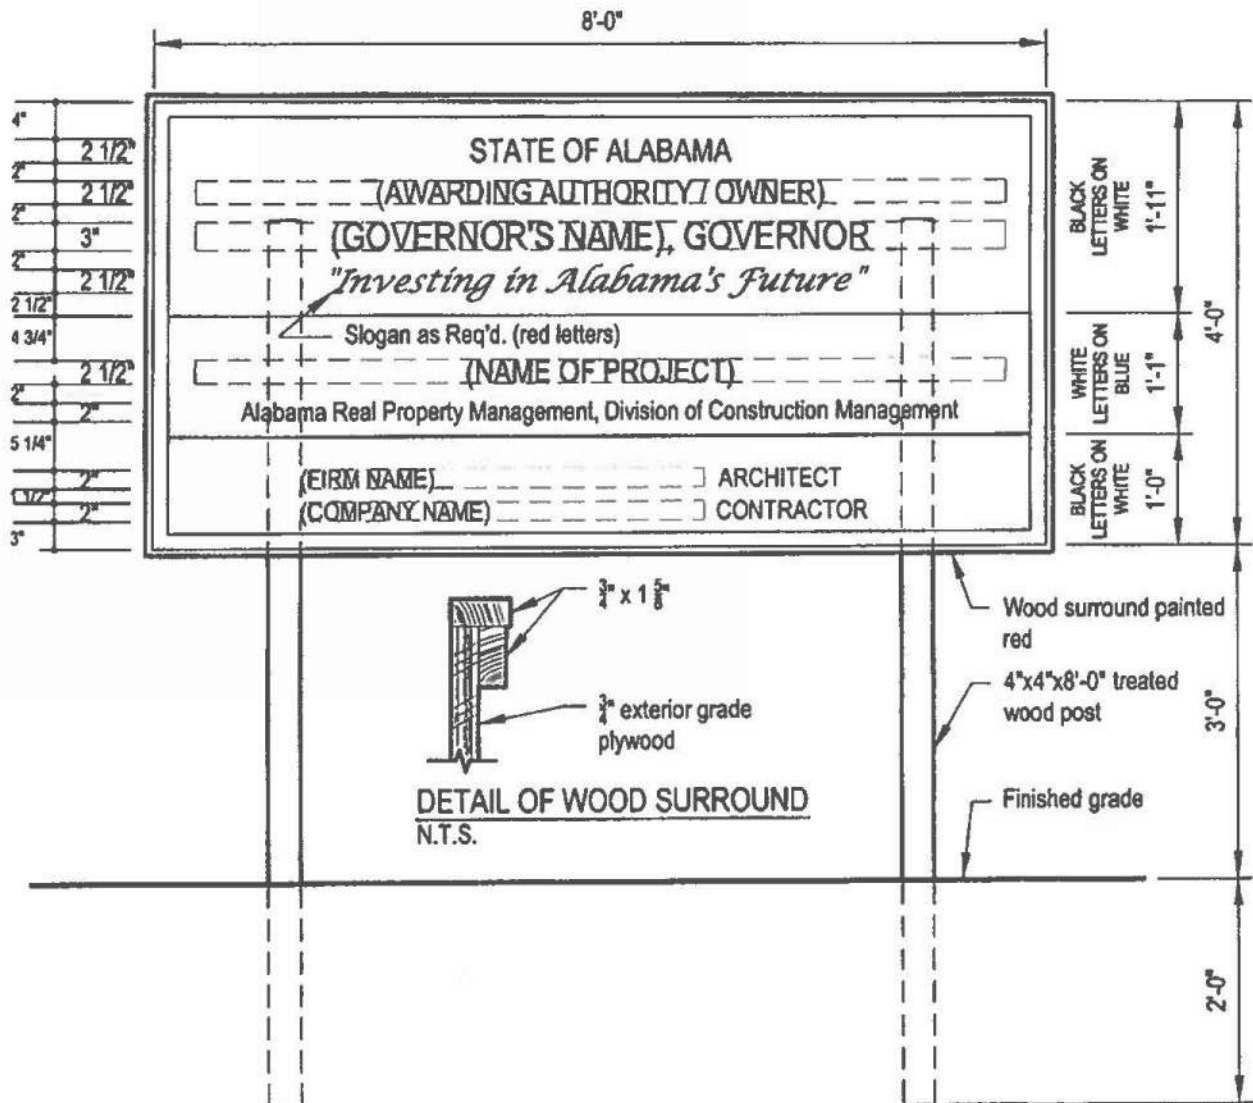 8'-0"
4"
2 1/2"
2"
2 1/2"
2"
3"
2"
2 1/2"
2 1/2"
4 3/4"
2 1/2"
2"
2"
5 1/4"
2"
1 1/2"
2"
3"
STATE OF ALABAMA
(AWARDING AUTHORITY / OWNER)
(GOVERNOR'S NAME), GOVERNOR
"Investing in Alabama's Future"
Slogan as Req'd. (red letters)
(NAME OF PROJECT)
Alabama Real Property Management, Division of Construction Management
(FIRM NAME) ARCHITECT
(COMPANY NAME) CONTRACTOR
BLACK
LETTERS ON
WHITE
1'-11"
WHITE
LETTERS ON
BLUE
1'-1"
BLACK
LETTERS ON
WHITE
1'-0"
4'-0"
3/4" x 1 5/8"
3/4" exterior grade
plywood
DETAIL OF WOOD SURROUND
N.T.S.
Wood surround painted
red
4"x4"x8'-0" treated
wood post
Finished grade
3'-0"
2'-0"